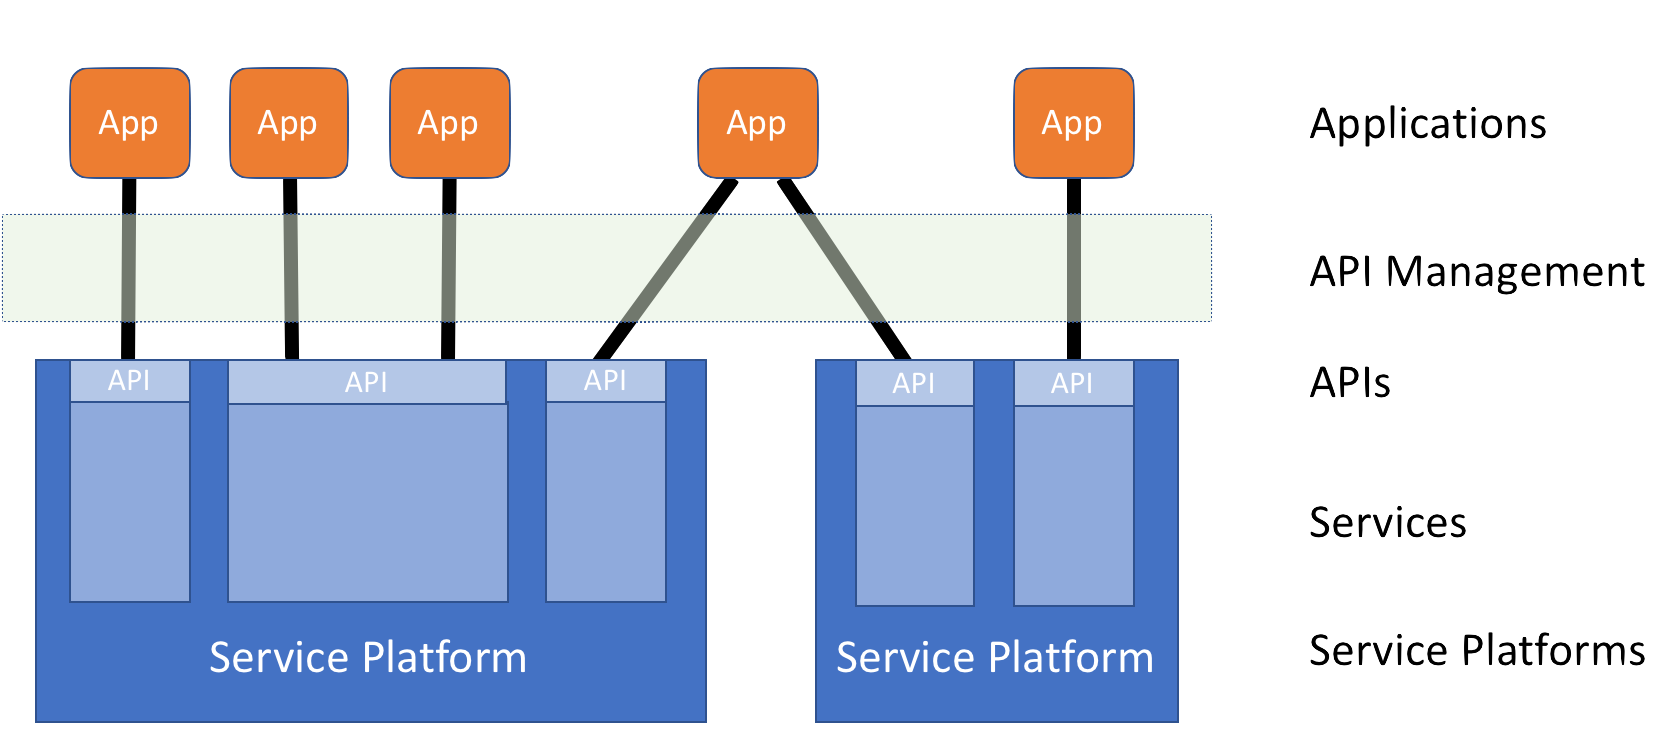 App
App
App
App
App
Applications
API Management
API
API
API
API
API
APIs
Services
Service Platform
Service Platform
Service Platforms